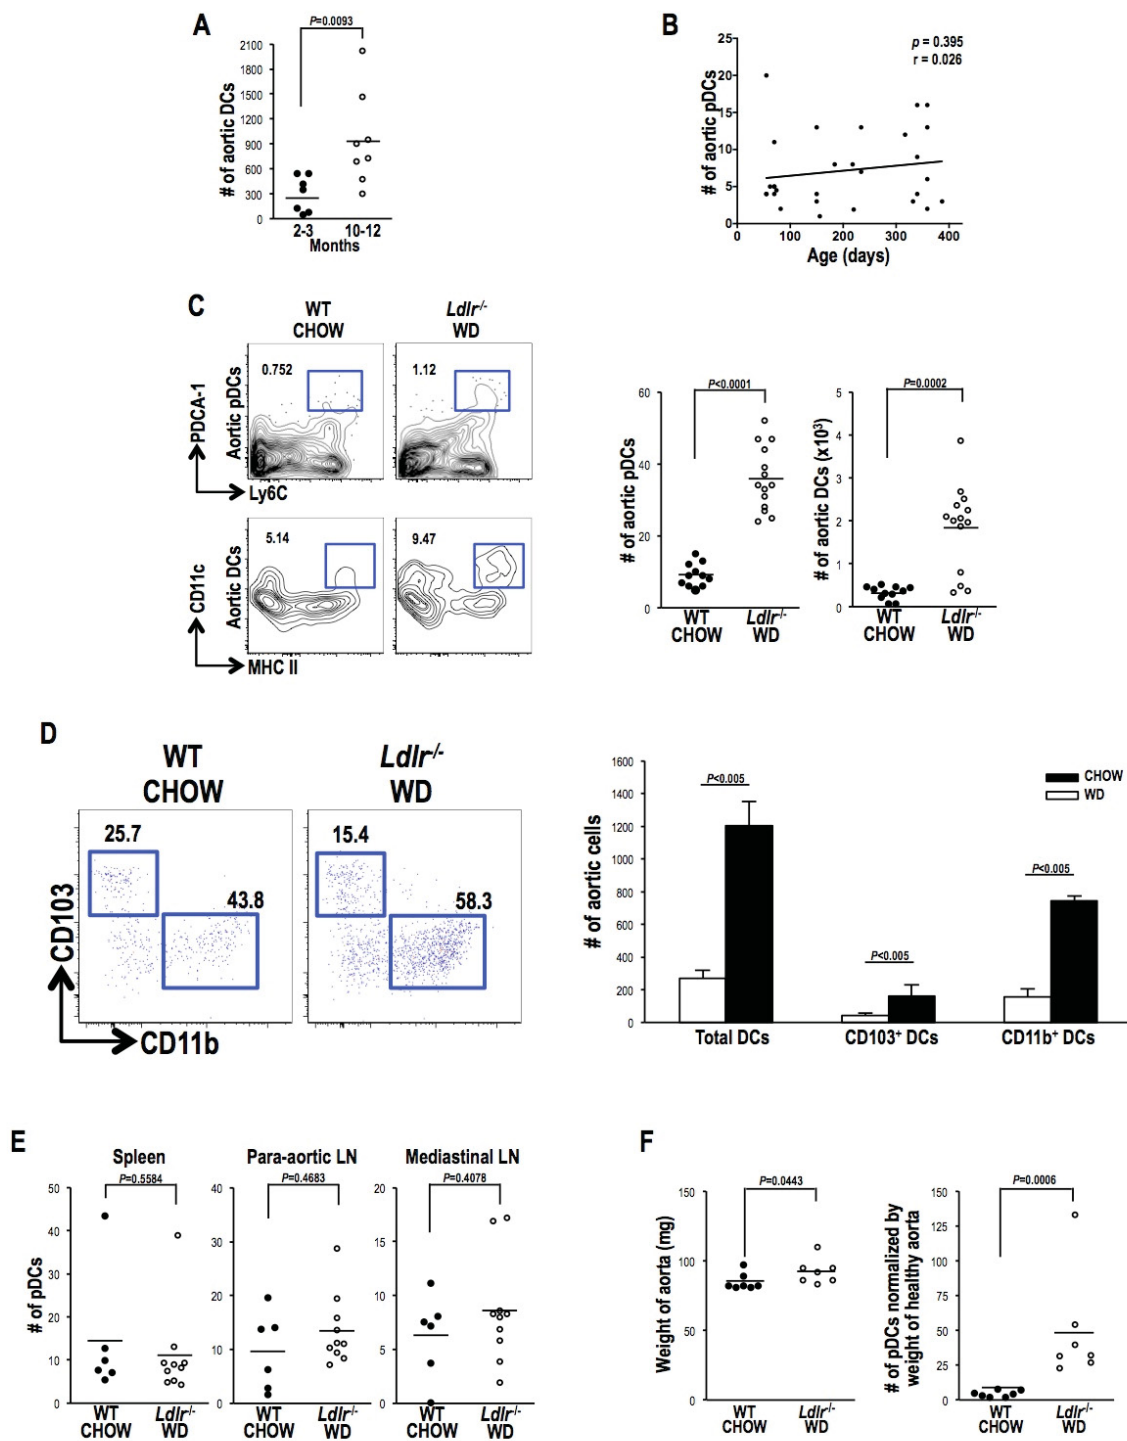 A
P=0.0093
# of aortic DCs
2100
1800
1500
1200
900
600
300
0
2-3
10-12
Months
B
p = 0.395
r = 0.026
# of aortic pDCs
25
20
15
10
5
0
0
100
200
300
400
Age (days)
C
WT
CHOW
Ldlr-/-
WD
PDCA-1
Aortic pDCs
0.752
1.12
Ly6C
CD11c
Aortic DCs
5.14
9.47
MHC II
P<0.0001
# of aortic pDCs
60
40
20
0
WT
CHOW
Ldlr-/-
WD
P=0.0002
# of aortic DCs (x10³)
5
4
3
2
1
0
WT
CHOW
Ldlr-/-
WD
D
WT
CHOW
Ldlr-/-
WD
25.7
43.8
15.4
58.3
CD103
CD11b
# of aortic cells
1600
1400
1200
1000
800
600
400
200
0
P<0.005
P<0.005
P<0.005
CHOW
WD
Total DCs
CD103+ DCs
CD11b+ DCs
E
Spleen
P=0.5584
# of pDCs
50
40
30
20
10
0
WT
CHOW
Ldlr-/-
WD
Para-aortic LN
P=0.4683
40
30
20
10
0
WT
CHOW
Ldlr-/-
WD
Mediastinal LN
P=0.4078
20
15
10
5
0
WT
CHOW
Ldlr-/-
WD
F
P=0.0443
Weight of aorta (mg)
150
100
50
0
WT
CHOW
Ldlr-/-
WD
P=0.0006
# of pDCs normalized by
weight of healthy aorta
150
125
100
75
50
25
0
WT
CHOW
Ldlr-/-
WD